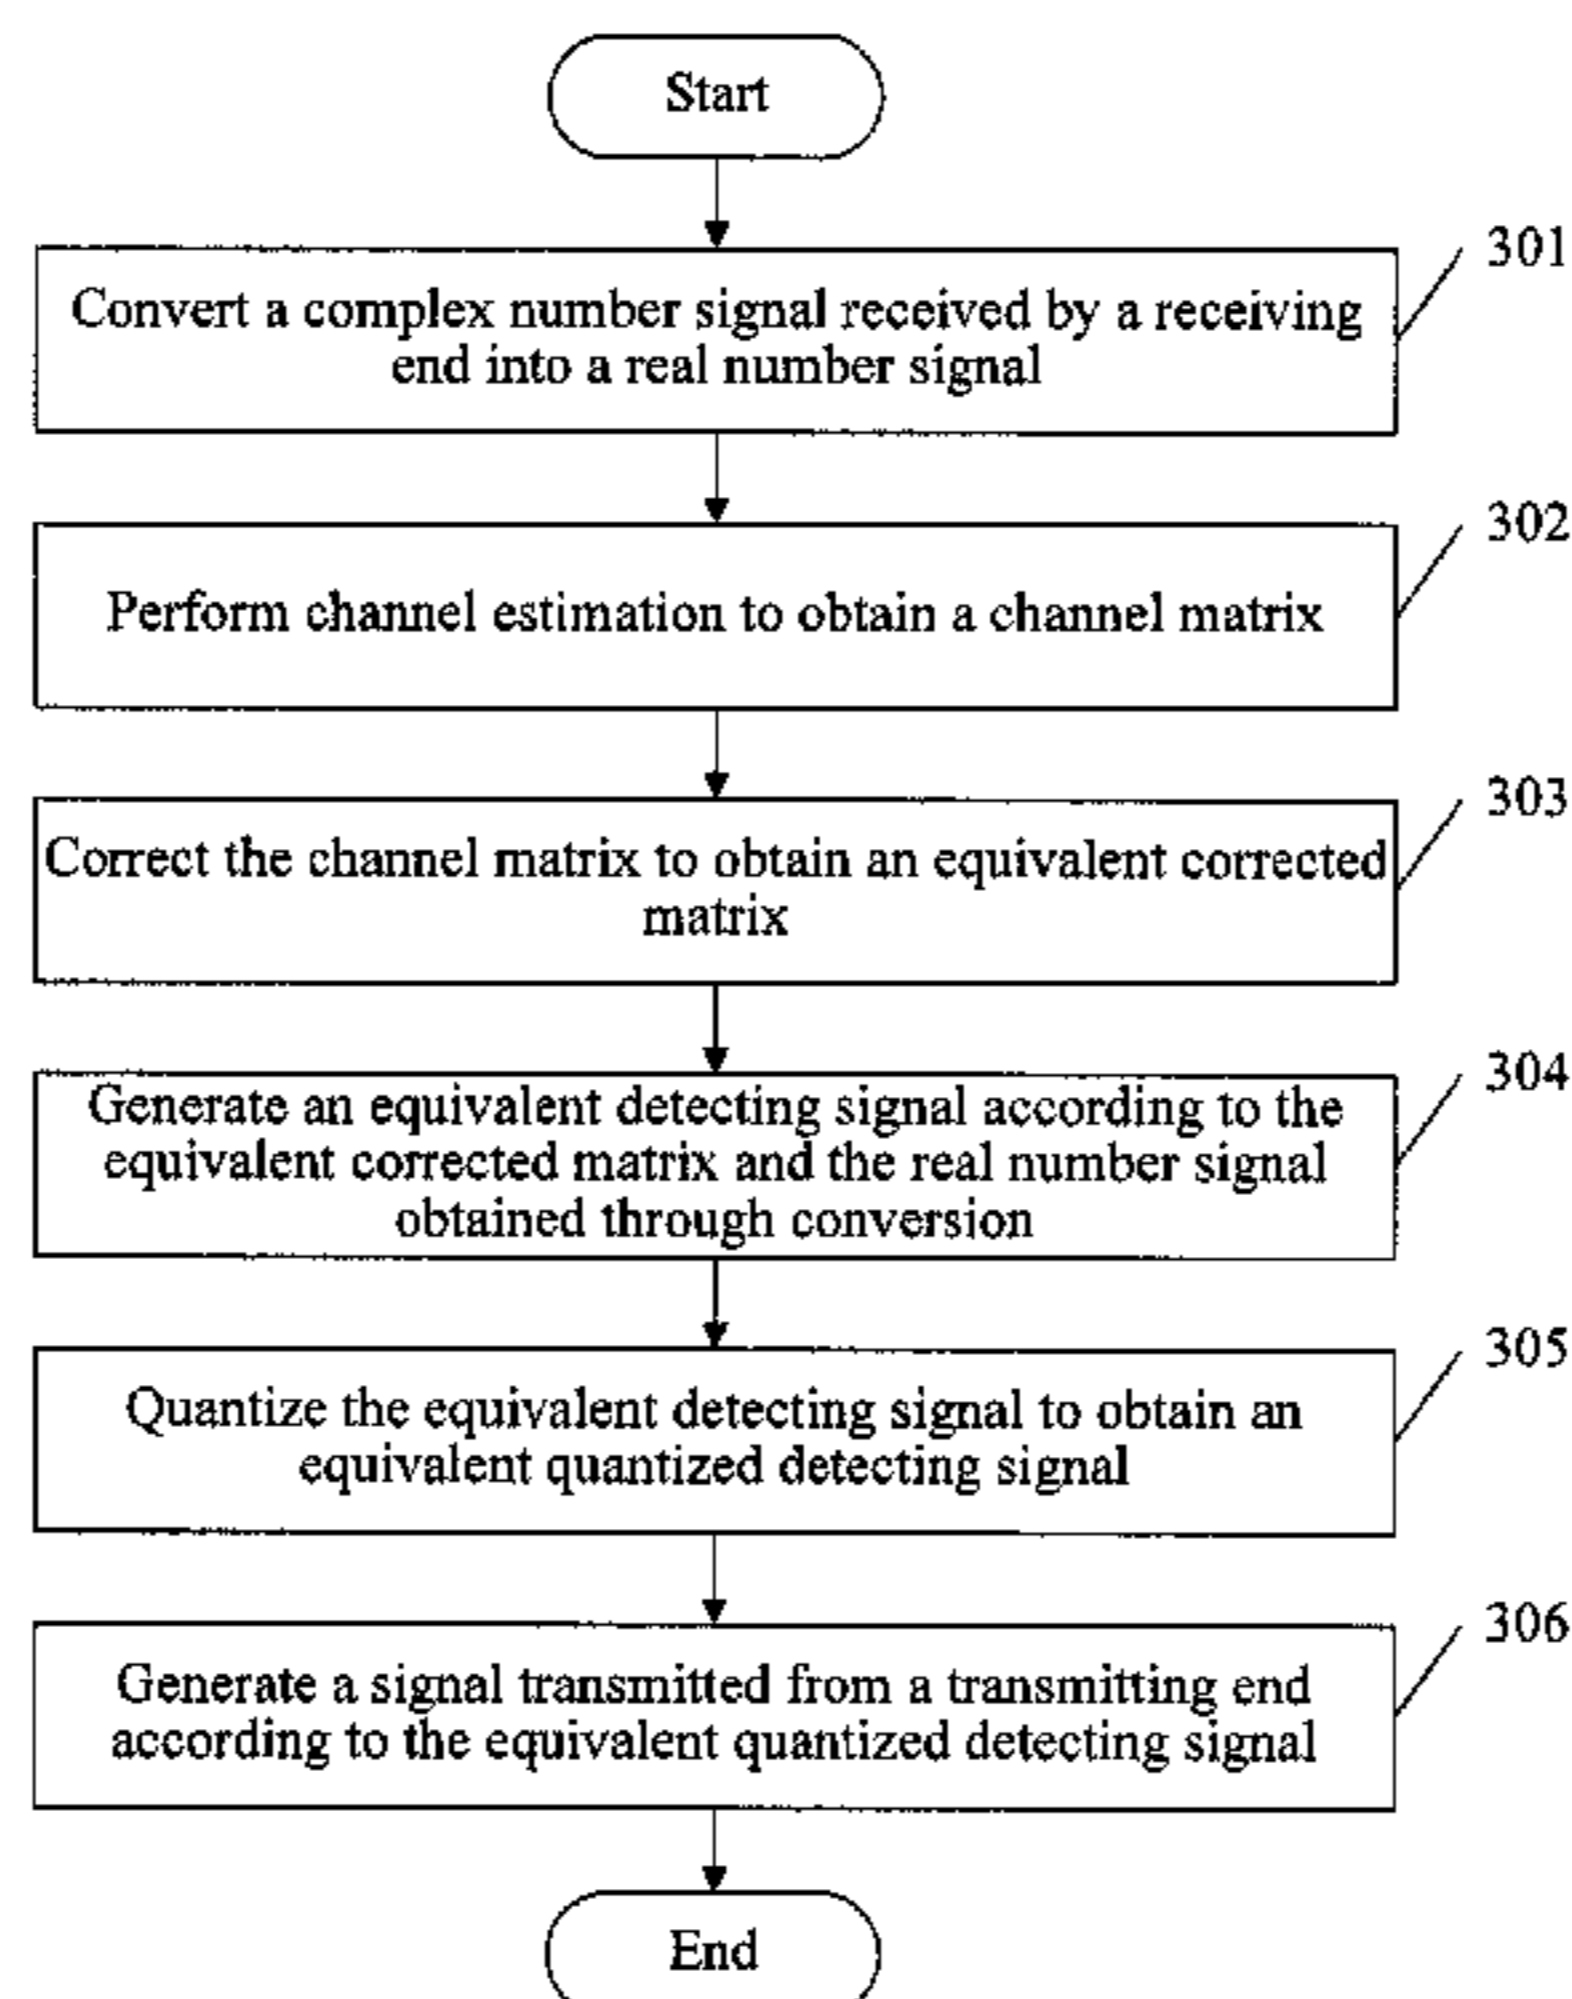 Start
301
Convert a complex number signal received by a receiving
end into a real number signal
302
Perform channel estimation to obtain a channel matrix
303
Correct the channel matrix to obtain an equivalent corrected
matrix
304
Generate an equivalent detecting signal according to the
equivalent corrected matrix and the real number signal
obtained through conversion
305
Quantize the equivalent detecting signal to obtain an
equivalent quantized detecting signal
306
Generate a signal transmitted from a transmitting end
according to the equivalent quantized detecting signal
End